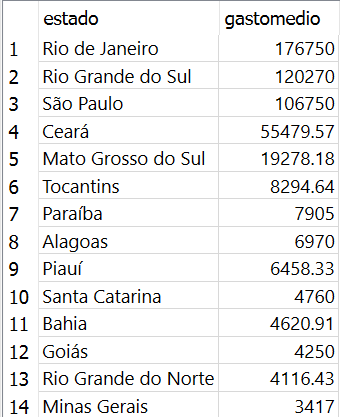 estado gastomedio
1 Rio de Janeiro 176750
2 Rio Grande do Sul 120270
3 São Paulo 106750
4 Ceará 55479.57
5 Mato Grosso do Sul 19278.18
6 Tocantins 8294.64
7 Paraíba 7905
8 Alagoas 6970
9 Piauí 6458.33
10 Santa Catarina 4760
11 Bahia 4620.91
12 Goiás 4250
13 Rio Grande do Norte 4116.43
14 Minas Gerais 3417